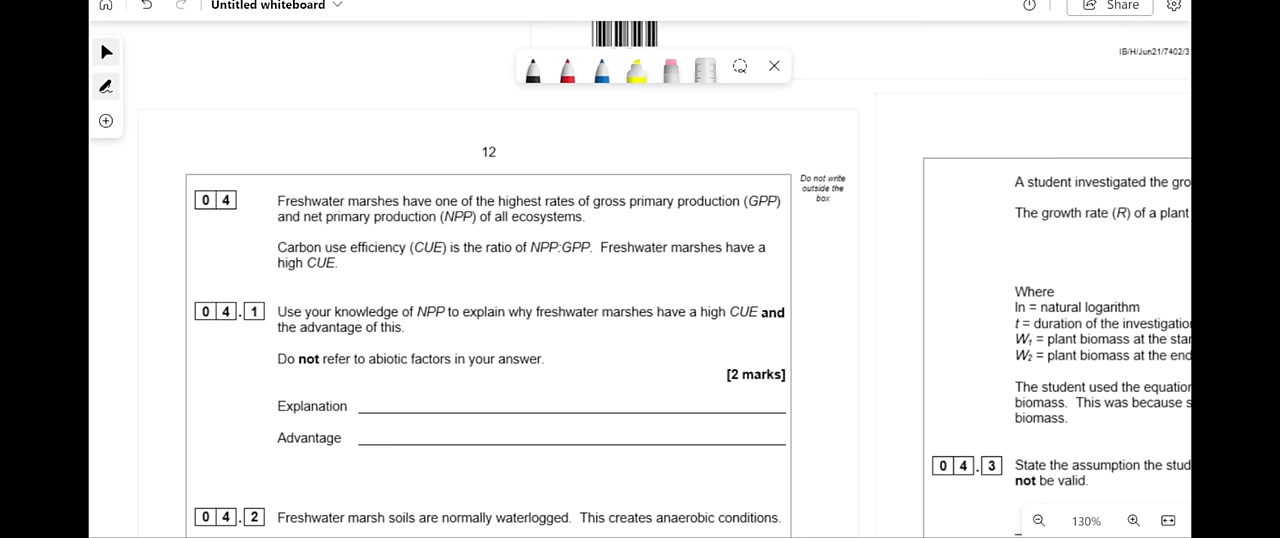 Untitled whiteboard
Share
IB/H/Jun21/7402/3
12
Do not write
outside the
box
0 4
Freshwater marshes have one of the highest rates of gross primary production (GPP)
and net primary production (NPP) of all ecosystems.
Carbon use efficiency (CUE) is the ratio of NPP:GPP. Freshwater marshes have a
high CUE.
0 4 . 1
Use your knowledge of NPP to explain why freshwater marshes have a high CUE and
the advantage of this.
Do not refer to abiotic factors in your answer.
[2 marks]
Explanation
Advantage
0 4 . 2
Freshwater marsh soils are normally waterlogged. This creates anaerobic conditions.
A student investigated the gro
The growth rate (R) of a plant
Where
ln = natural logarithm
t = duration of the investigation
W1 = plant biomass at the star
W2 = plant biomass at the end
The student used the equation
biomass. This was because s
biomass.
0 4 . 3
State the assumption the stud
not be valid.
130%